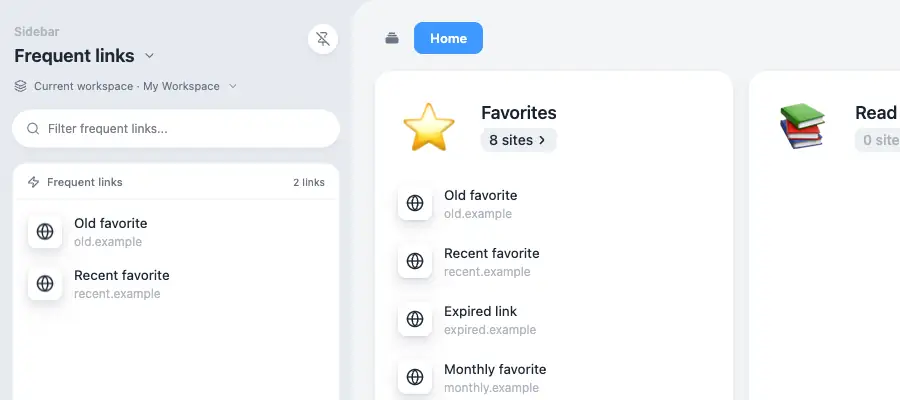 Sidebar
Frequent links
Current workspace · My Workspace
Filter frequent links...
Frequent links
2 links
Old favorite
old.example
Recent favorite
recent.example
Home
Favorites
8 sites
Old favorite
old.example
Recent favorite
recent.example
Expired link
expired.example
Monthly favorite
monthly.example
Read
0 site